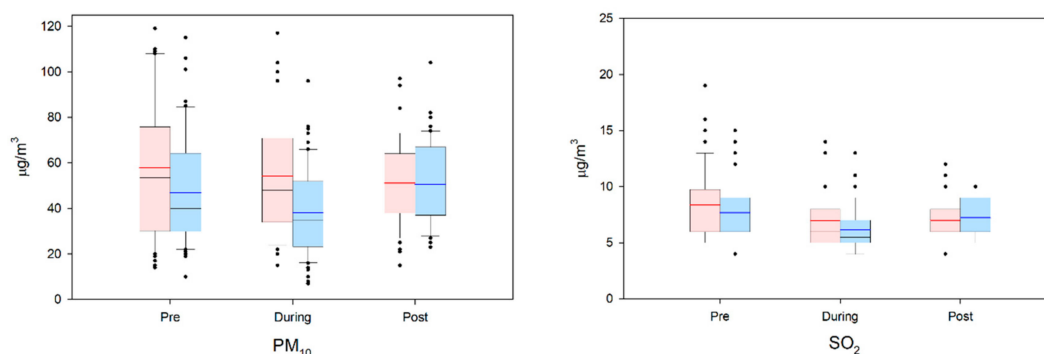 μg/m³
120
100
80
60
40
20
0
Pre
During
Post
PM₁₀
μg/m³
25
20
15
10
5
0
Pre
During
Post
SO₂